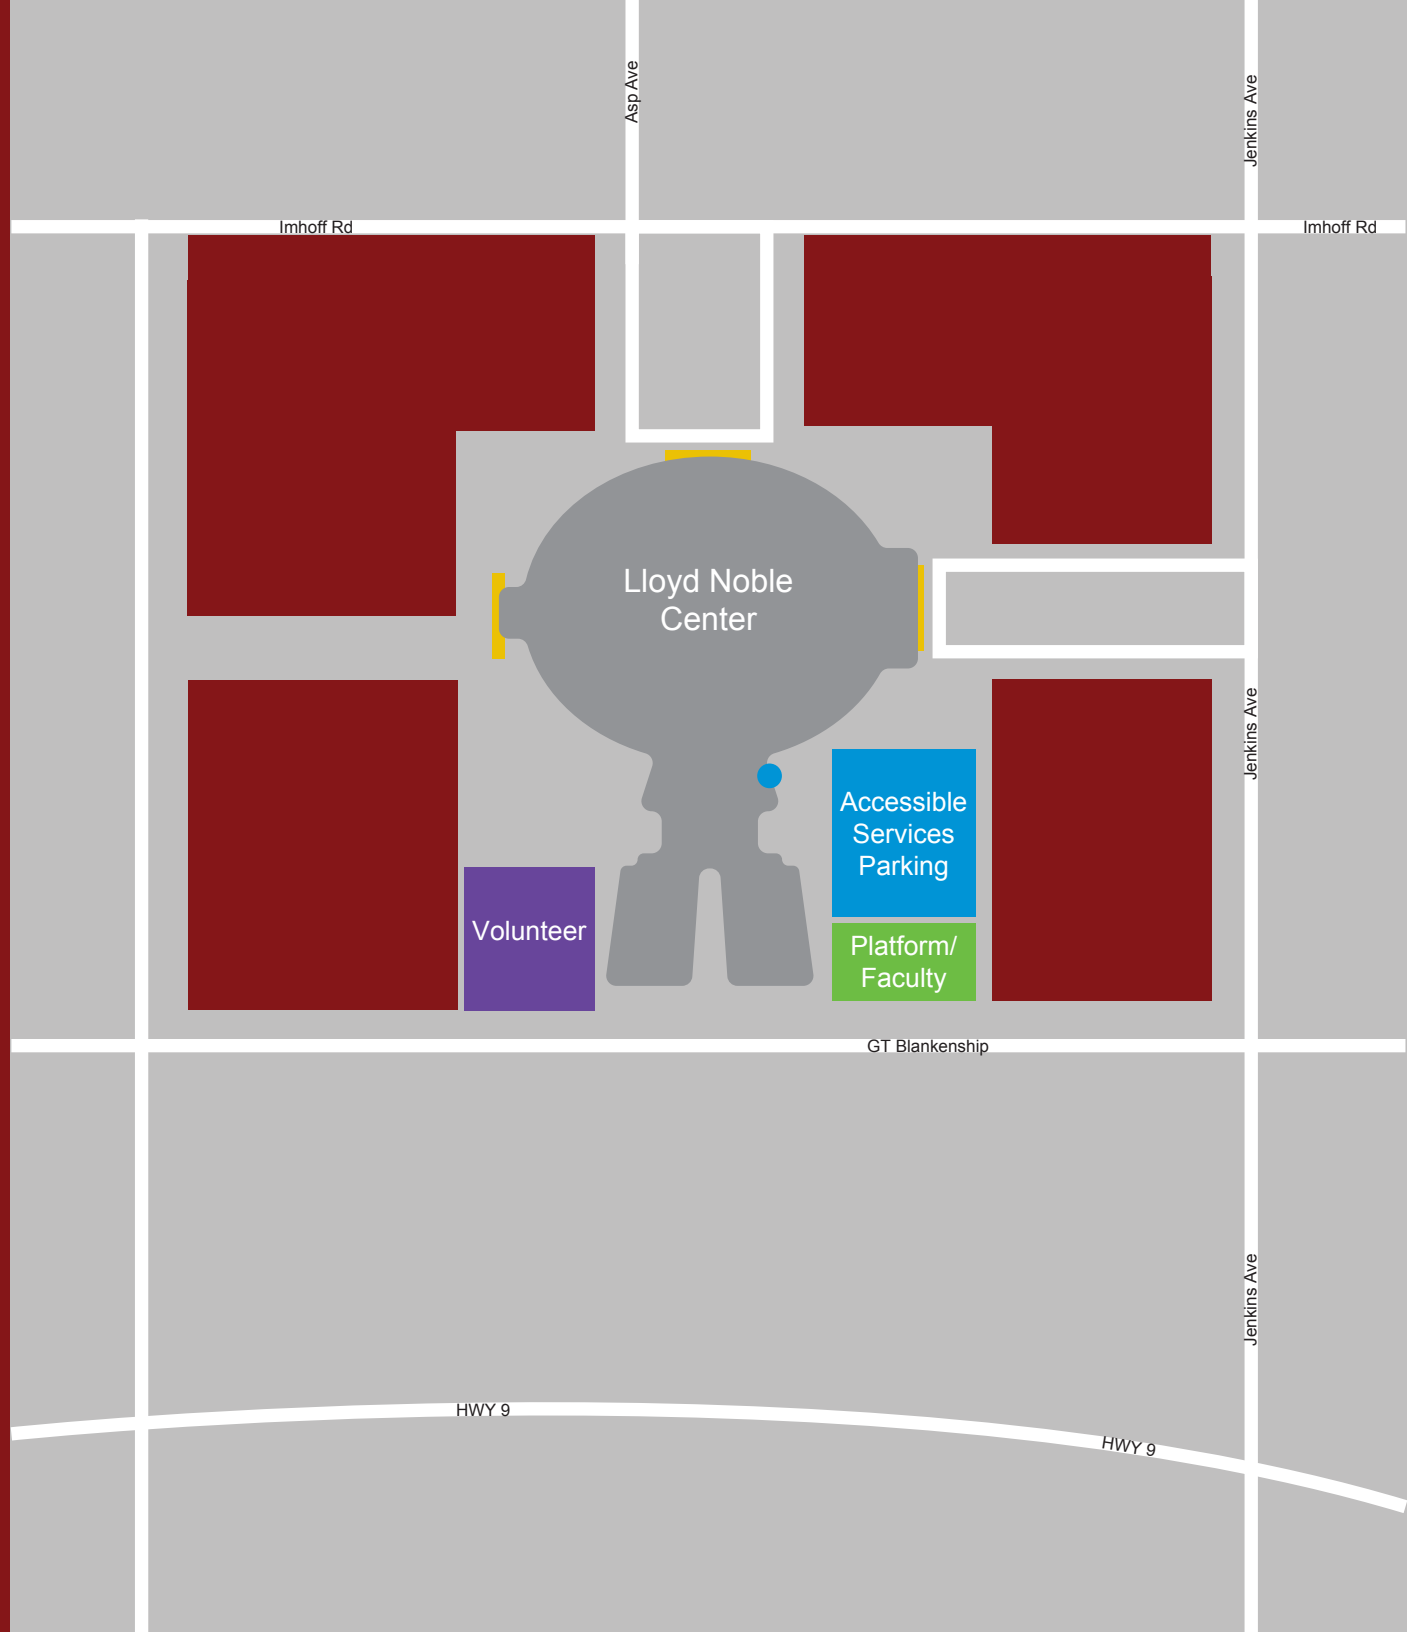 Asp Ave
Jenkins Ave
Imhoff Rd
Imhoff Rd
Lloyd Noble
Center
Jenkins Ave
Accessible
Services
Parking
Volunteer
Platform/
Faculty
GT Blankenship
Jenkins Ave
HWY 9
HWY 9